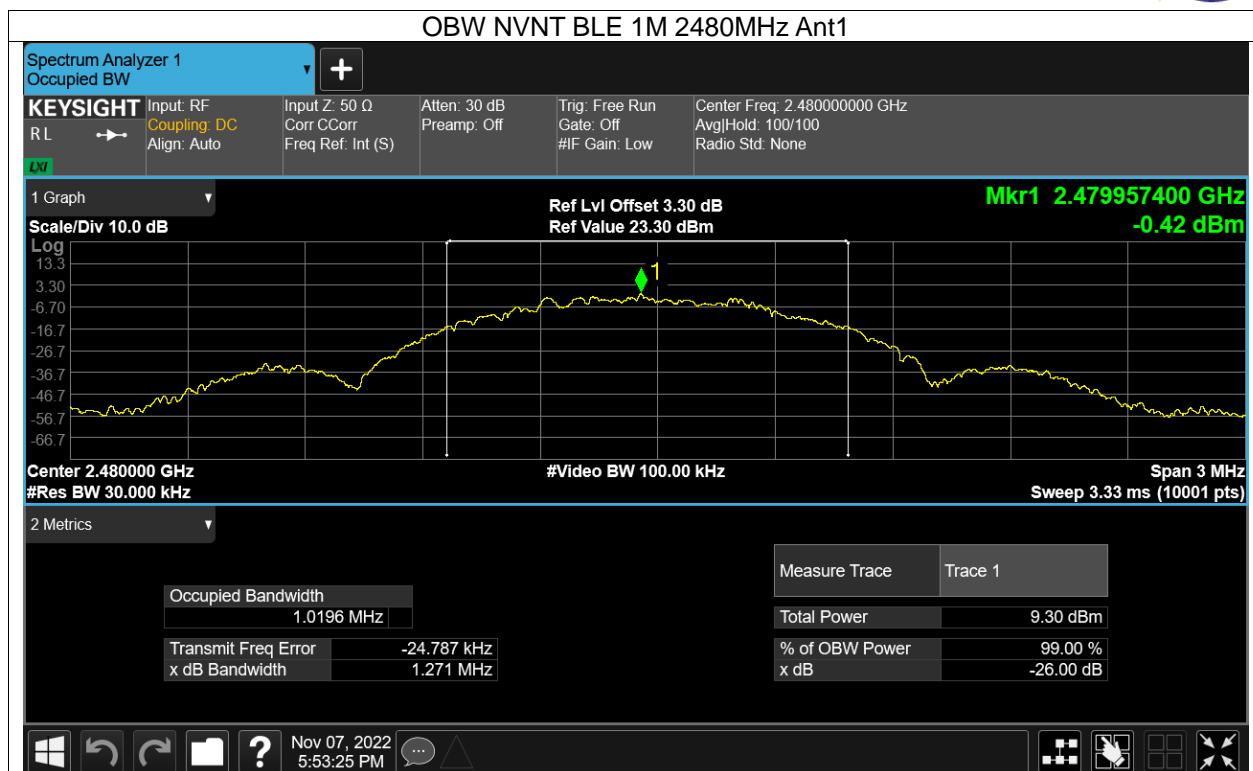 OBW NVNT BLE 1M 2480MHz Ant1
Spectrum Analyzer 1
Occupied BW
KEYSIGHT
R L
LXI
Input: RF
Coupling: DC
Align: Auto
Input Z: 50 Ω
Corr CCorr
Freq Ref: Int (S)
Atten: 30 dB
Preamp: Off
Trig: Free Run
Gate: Off
#IF Gain: Low
Center Freq: 2.480000000 GHz
Avg|Hold: 100/100
Radio Std: None
1 Graph
Scale/Div 10.0 dB
Ref Lvl Offset 3.30 dB
Ref Value 23.30 dBm
Mkr1 2.479957400 GHz
-0.42 dBm
Log
13.3
3.30
-6.70
-16.7
-26.7
-36.7
-46.7
-56.7
-66.7
1
Center 2.480000 GHz
#Res BW 30.000 kHz
#Video BW 100.00 kHz
Span 3 MHz
Sweep 3.33 ms (10001 pts)
2 Metrics
Occupied Bandwidth
1.0196 MHz
Transmit Freq Error -24.787 kHz
x dB Bandwidth 1.271 MHz
Measure Trace Trace 1
Total Power 9.30 dBm
% of OBW Power 99.00 %
x dB -26.00 dB
?
Nov 07, 2022
5:53:25 PM